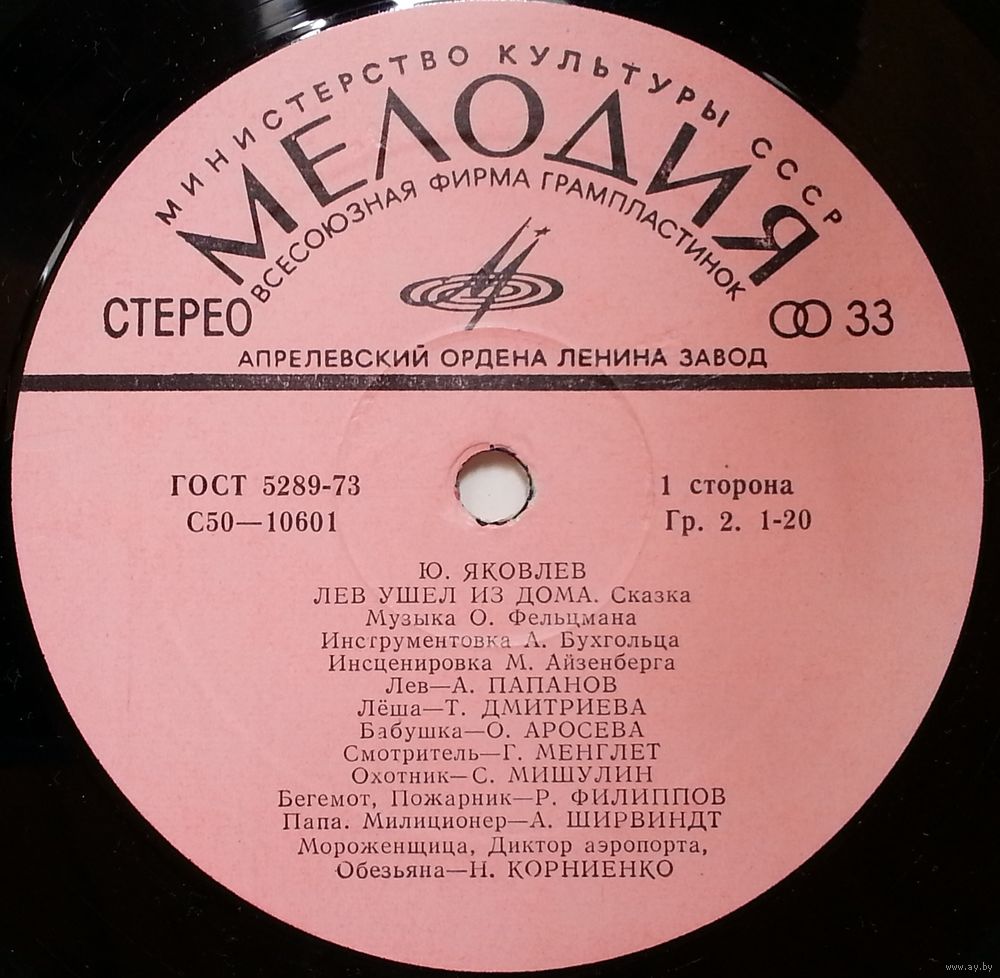 МИНИСТЕРСТВО КУЛЬТУРЫ СССР
МЕЛОДИЯ
ВСЕСОЮЗНАЯ ФИРМА ГРАМПЛАСТИНОК
СТЕРЕО
33
АПРЕЛЕВСКИЙ ОРДЕНА ЛЕНИНА ЗАВОД
ГОСТ 5289-73
С50—10601
1 сторона
Гр. 2. 1-20
Ю. ЯКОВЛЕВ
ЛЕВ УШЕЛ ИЗ ДОМА. Сказка
Музыка О. Фельцмана
Инструментовка А. Бухгольца
Инсценировка М. Айзенберга
Лев—А. ПАПАНОВ
Лёша—Т. ДМИТРИЕВА
Бабушка—О. АРОСЕВА
Смотритель—Г. МЕНГЛЕТ
Охотник—С. МИШУЛИН
Бегемот, Пожарник—Р. ФИЛИППОВ
Папа. Милиционер—А. ШИРВИНДТ
Мороженщица, Диктор аэропорта,
Обезьяна—Н. КОРНИЕНКО
www.ay.by